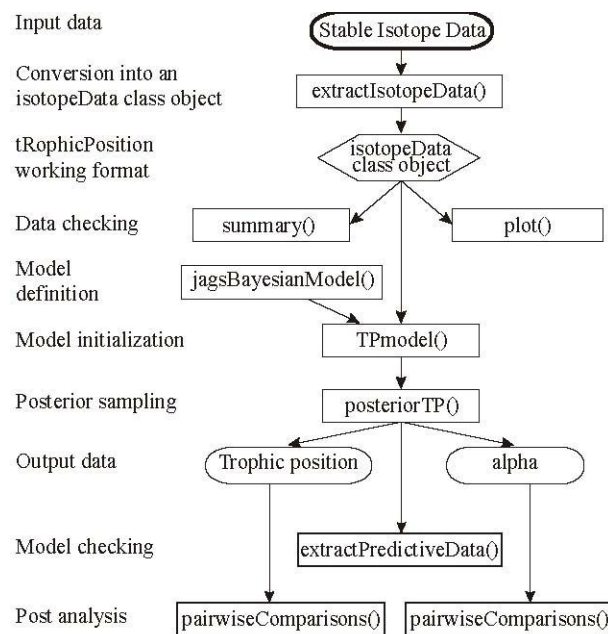 Input data
Stable Isotope Data
Conversion into an
isotopeData class object
extractIsotopeData()
tRophicPosition
working format
isotopeData
class object
Data checking
summary()
plot()
Model
definition
jagsBayesianModel()
Model initialization
TPmodel()
Posterior sampling
posteriorTP()
Output data
Trophic position
alpha
Model checking
extractPredictiveData()
Post analysis
pairwiseComparisons()
pairwiseComparisons()